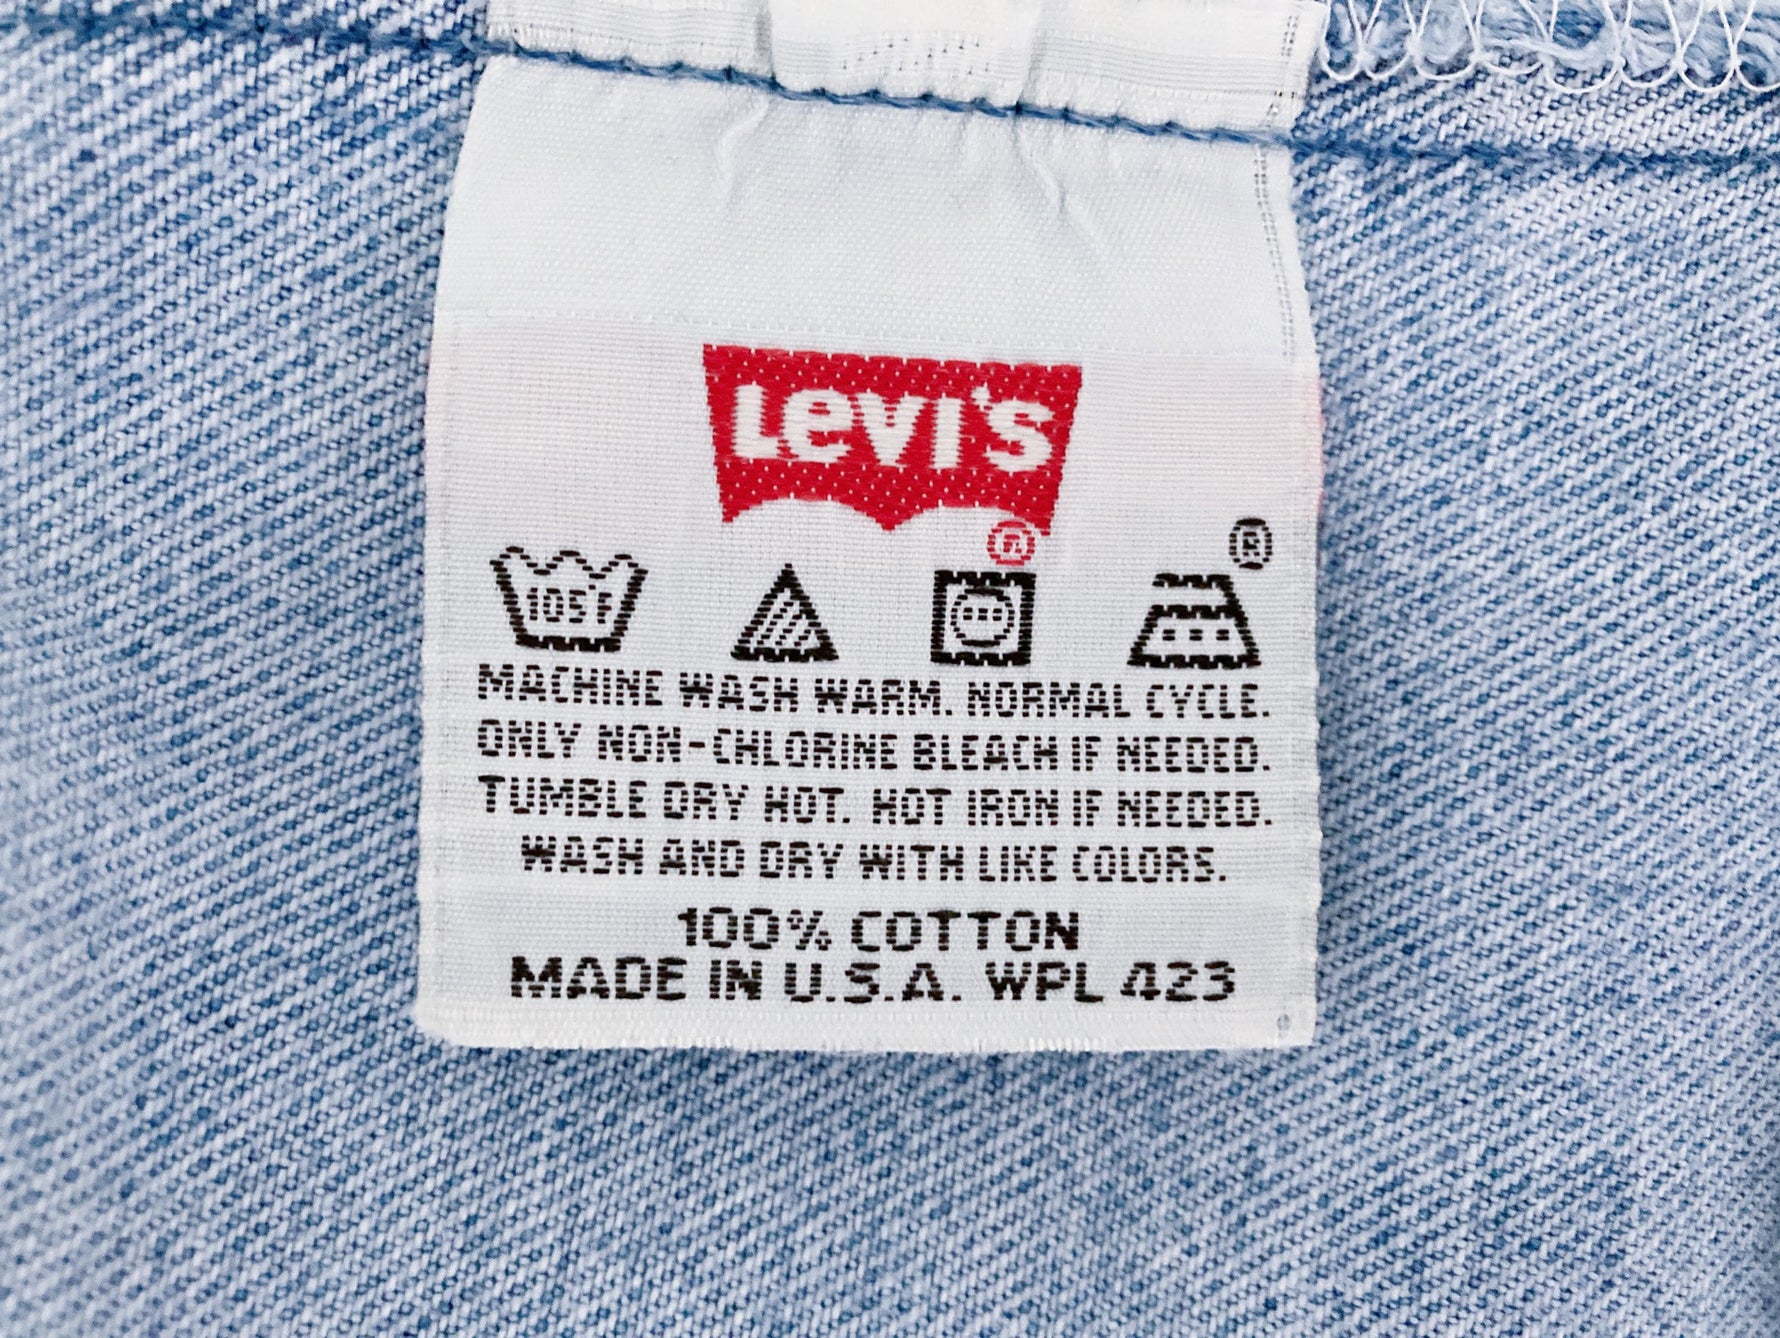 Levi's
®
®
105F
MACHINE WASH WARM. NORMAL CYCLE.
ONLY NON-CHLORINE BLEACH IF NEEDED.
TUMBLE DRY HOT. HOT IRON IF NEEDED.
WASH AND DRY WITH LIKE COLORS.
100% COTTON
MADE IN U.S.A. WPL 423